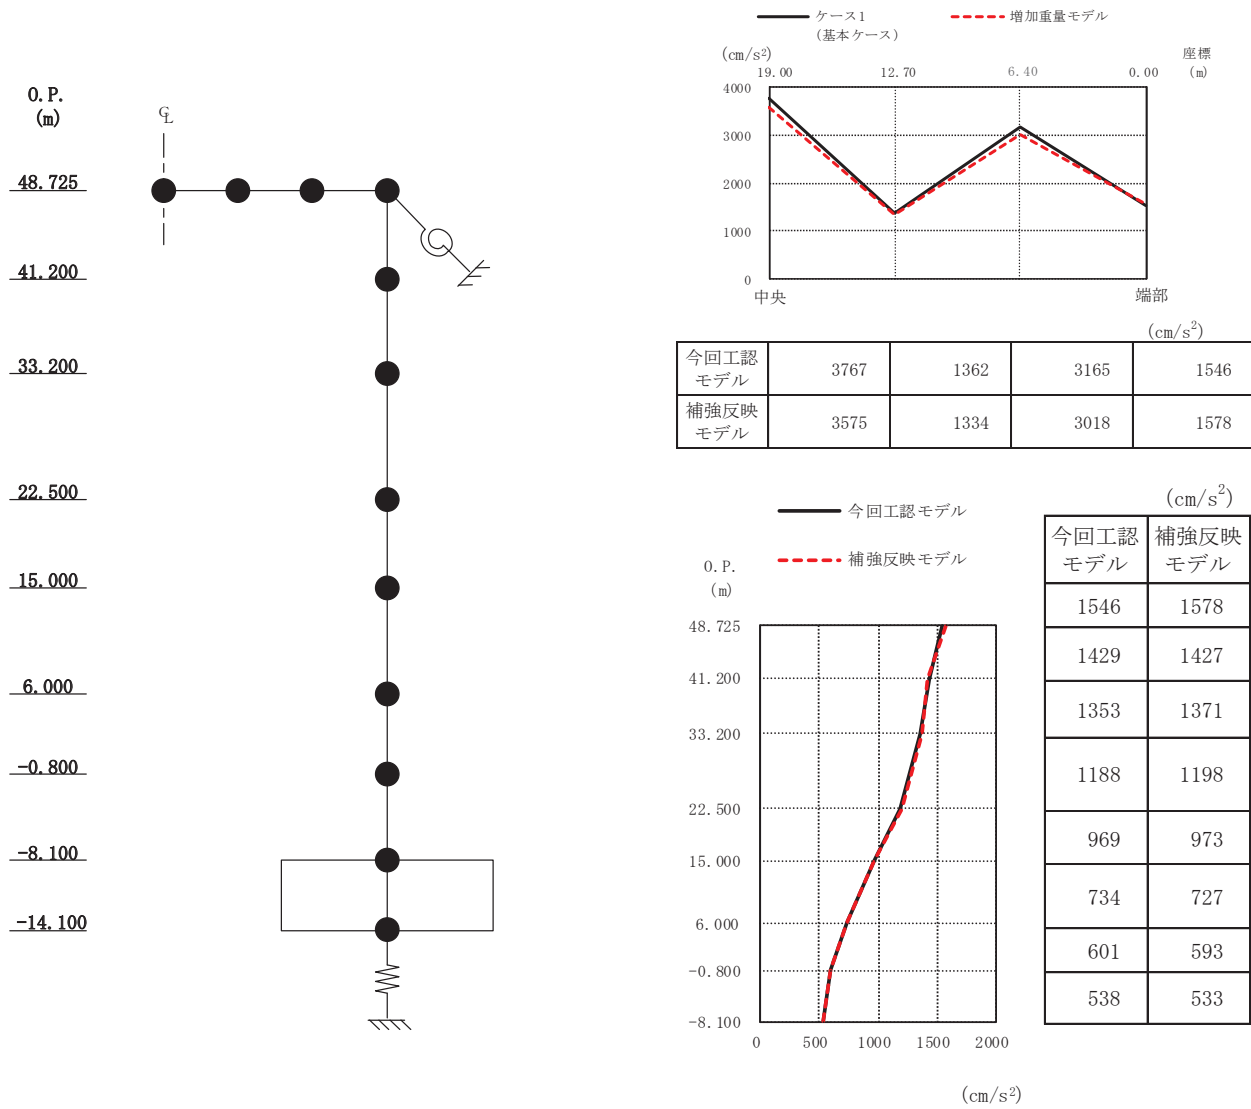 O.P.
(m)
℄
48.725
41.200
33.200
22.500
15.000
6.000
-0.800
-8.100
-14.100
ケース1
(基本ケース)
増加重量モデル
(cm/s²)
座標
(m)
19.00 12.70 6.40 0.00
4000
3000
2000
1000
0
中央 端部
(cm/s²)
今回工認
モデル
3767 1362 3165 1546
補強反映
モデル
3575 1334 3018 1578
今回工認モデル
補強反映モデル
O.P.
(m)
48.725
41.200
33.200
22.500
15.000
6.000
-0.800
-8.100
0 500 1000 1500 2000
(cm/s²)
(cm/s²)
今回工認 補強反映
モデル モデル
1546 1578
1429 1427
1353 1371
1188 1198
969 973
734 727
601 593
538 533